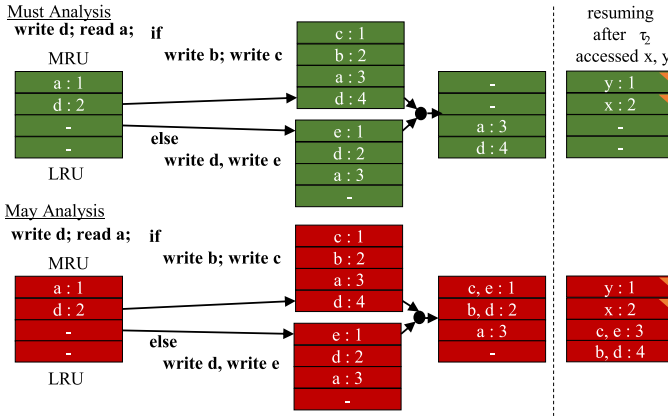 Must Analysis
write d; read a; if
write b; write c
MRU
a : 1
d : 2
-
-
LRU
else
write d, write e
c : 1
b : 2
a : 3
d : 4
e : 1
d : 2
a : 3
-
-
-
a : 3
d : 4
resuming
after τ2
accessed x, y
y : 1
x : 2
-
-
May Analysis
write d; read a; if
write b; write c
MRU
a : 1
d : 2
-
-
LRU
else
write d, write e
c : 1
b : 2
a : 3
d : 4
e : 1
d : 2
a : 3
-
c, e : 1
b, d : 2
a : 3
-
y : 1
x : 2
c, e : 3
b, d : 4